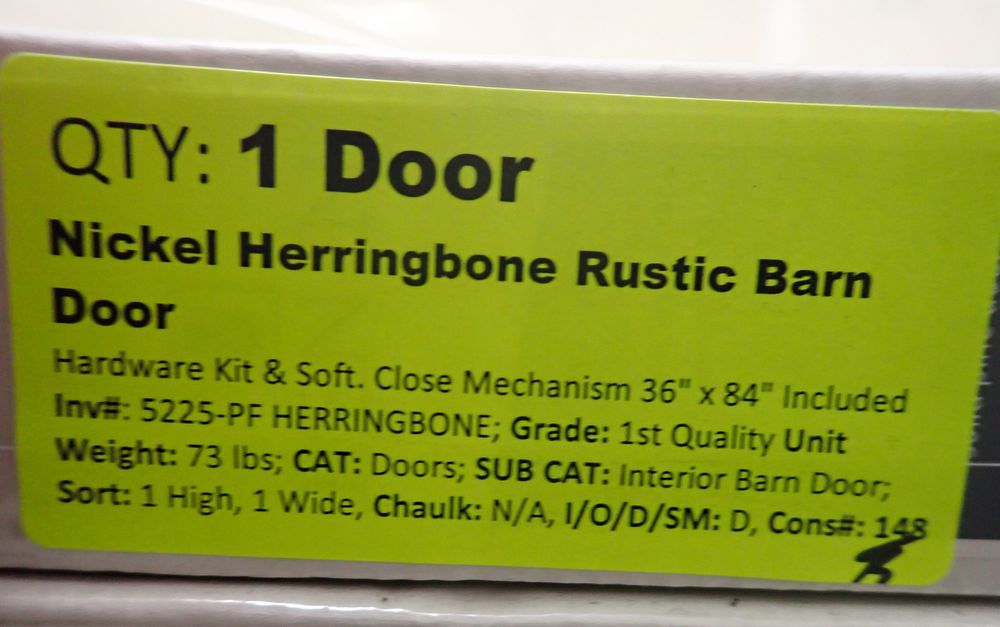 QTY: 1 Door
Nickel Herringbone Rustic Barn
Door
Hardware Kit & Soft. Close Mechanism 36" x 84" Included
Inv#: 5225-PF HERRINGBONE; Grade: 1st Quality Unit
Weight: 73 lbs; CAT: Doors; SUB CAT: Interior Barn Door;
Sort: 1 High, 1 Wide, Chaulk: N/A, I/O/D/SM: D, Cons#: 148